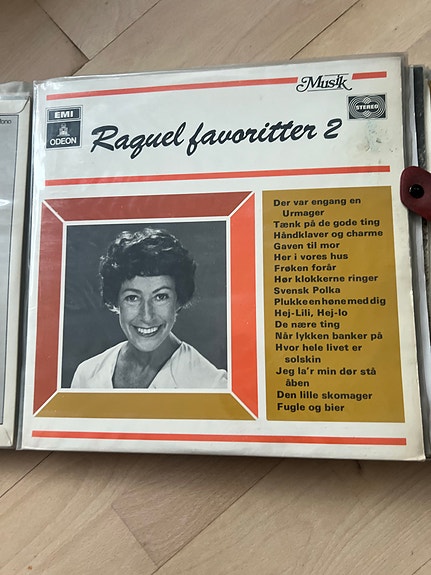 fono
Musik
EMI
ODEON
STEREO
Raquel favoritter 2
Der var engang en
Urmager
Tænk på de gode ting
Håndklaver og charme
Gaven til mor
Her i vores hus
Frøken forår
Hør klokkerne ringer
Svensk Polka
Plukke en høne med dig
Hej-Lili, Hej-lo
De nære ting
Når lykken banker på
Hvor hele livet er
solskin
Jeg la'r min dør stå
åben
Den lille skomager
Fugle og bier